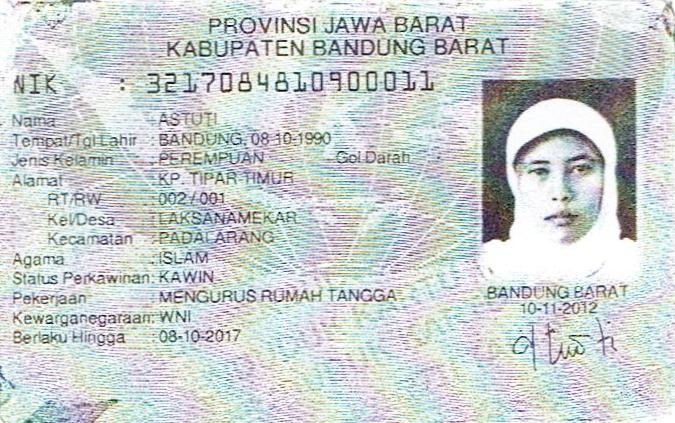 PROVINSI JAWA BARAT
KABUPATEN BANDUNG BARAT
NIK : 3217084810900011
Nama : ASTUTI
Tempat/Tgl Lahir : BANDUNG, 08-10-1990
Jenis Kelamin : PEREMPUAN Gol Darah : -
Alamat : KP. TIPAR TIMUR
RT/RW : 002 / 001
Kel/Desa : LAKSANAMEKAR
Kecamatan : PADALARANG
Agama : ISLAM
Status Perkawinan: KAWIN
Pekerjaan : MENGURUS RUMAH TANGGA
Kewarganegaraan: WNI
Berlaku Hingga : 08-10-2017
BANDUNG BARAT
10-11-2012
Astuti